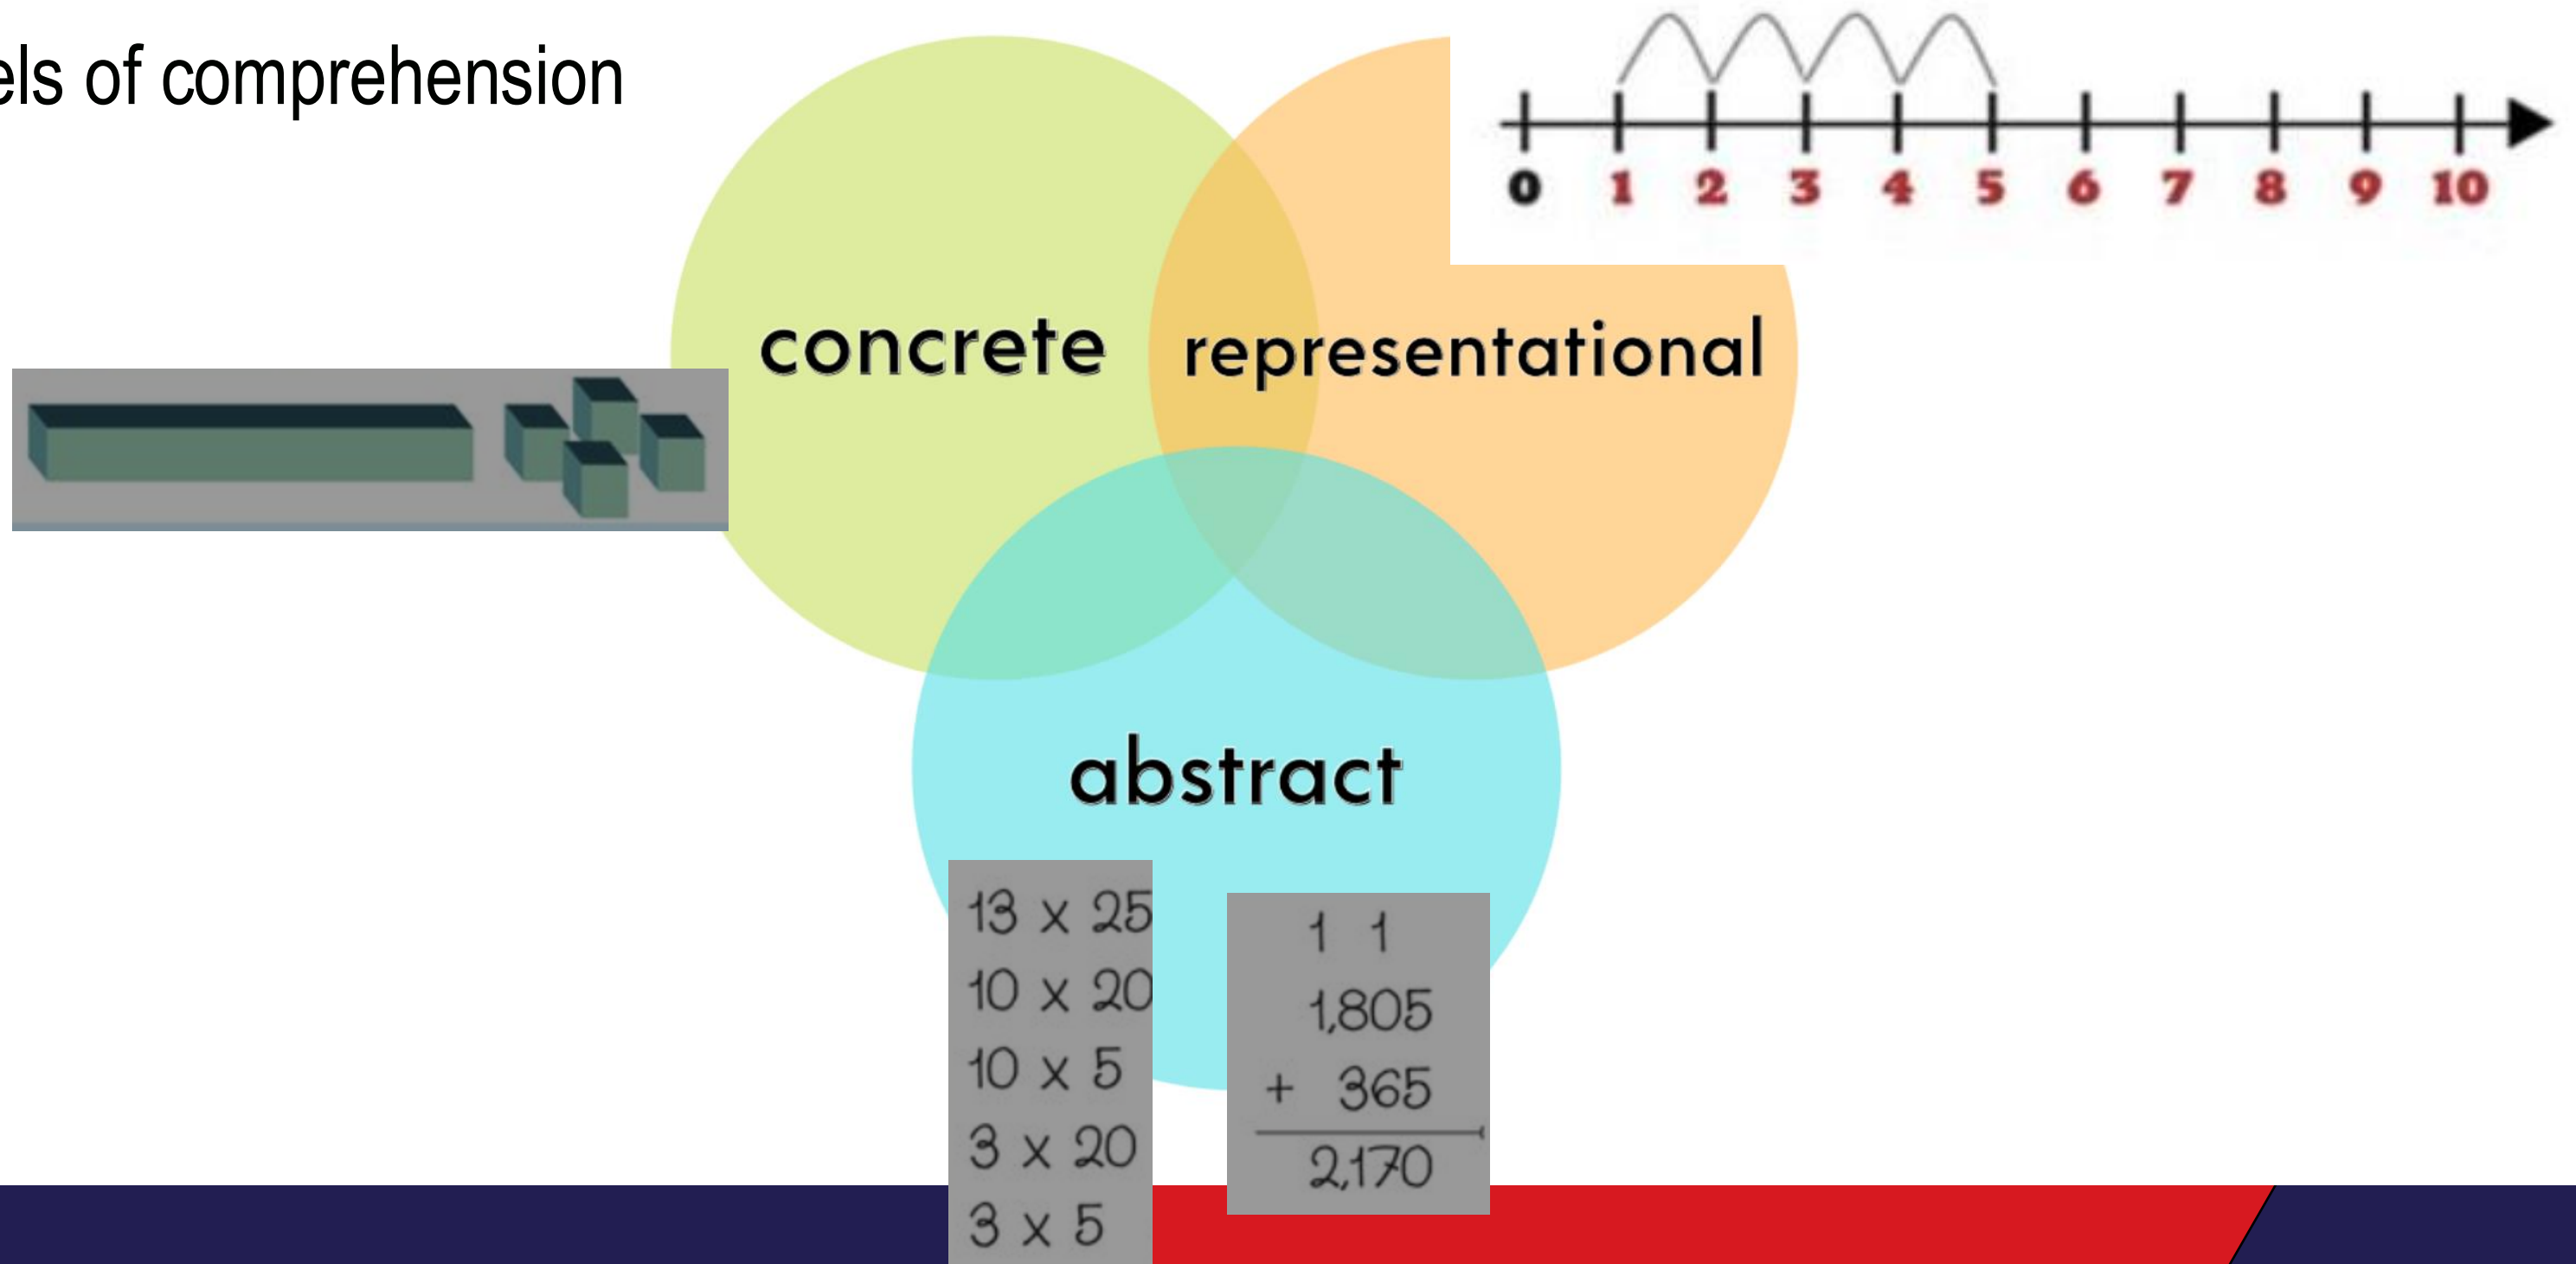 els of comprehension
0 1 2 3 4 5 6 7 8 9 10
concrete
representational
abstract
13 x 25
10 x 20
10 x 5
3 x 20
3 x 5
1 1
1,805
+ 365
2,170